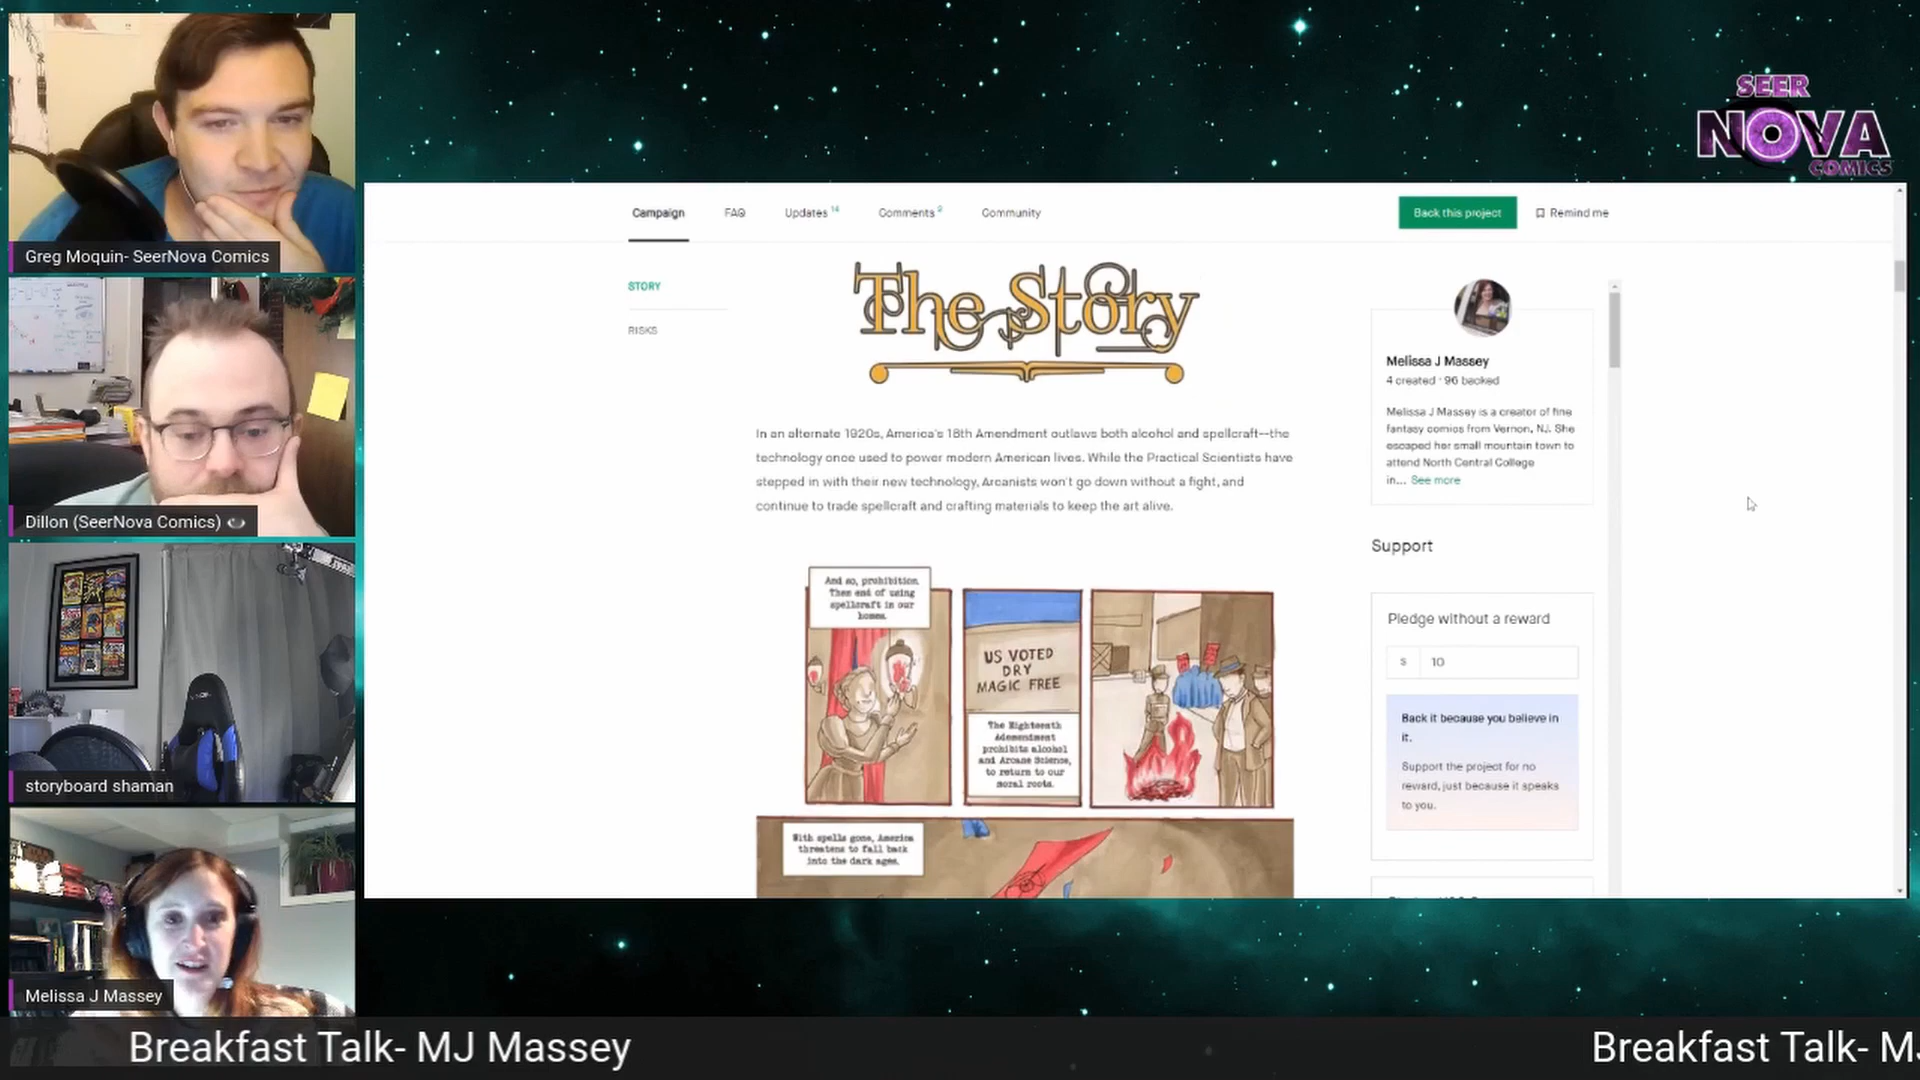 SEER
NOVA
COMICS
Greg Moquin- SeerNova Comics
Dillon (SeerNova Comics)
storyboard shaman
Melissa J Massey
Campaign
FAQ
Updates 14
Comments 2
Community
Back this project
Remind me
STORY
RISKS
The Story
In an alternate 1920s, America's 18th Amendment outlaws both alcohol and spellcraft--the
technology once used to power modern American lives. While the Practical Scientists have
stepped in with their new technology, Arcanists won't go down without a fight, and
continue to trade spellcraft and crafting materials to keep the art alive.
And so, prohibition.
Then end of using
spellcraft in our
homes.
US VOTED
DRY
MAGIC FREE
The Eighteenth
Ademendment
prohibits alcohol
and Arcane Science,
to return to our
moral roots.
With spells gone, America
threatens to fall back
into the dark ages.
Melissa J Massey
4 created · 96 backed
Melissa J Massey is a creator of fine
fantasy comics from Vernon, NJ. She
escaped her small mountain town to
attend North Central College
in... See more
Support
Pledge without a reward
$ 10
Back it because you believe in
it.
Support the project for no
reward, just because it speaks
to you.
Breakfast Talk- MJ Massey
Breakfast Talk- MJ